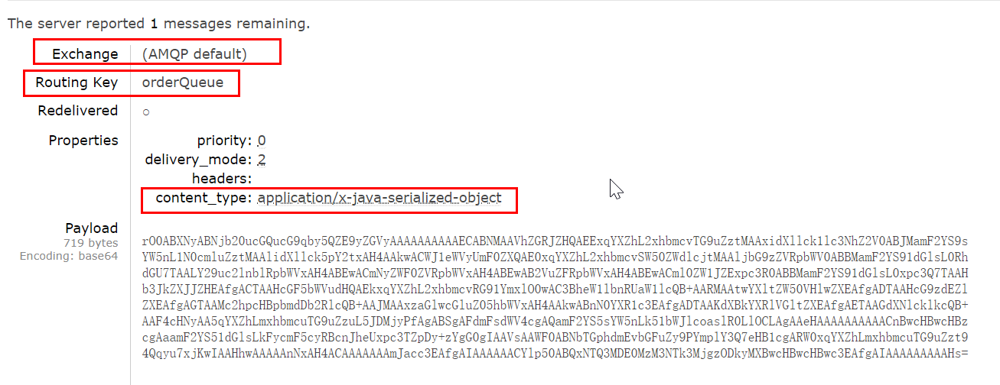 The server reported 1 messages remaining.
Exchange (AMQP default)
Routing Key orderQueue
Redelivered ○
Properties priority: 0
delivery_mode: 2
headers:
content_type: application/x-java-serialized-object
Payload
719 bytes
Encoding: base64
rO0ABXNyABNjb20ucGQucG9qby5QZE9yZGVyAAAAAAAAAAECABNMAAVhZGRJZHQAEExqYXZhL2xhbmcvTG9uZztMAAxidXllck1lc3NhZ2V0ABJMamF2YS9s
YW5nL1N0cmluZztMAAlidXllck5pY2txAH4AAkwACWJ1eWVyUmF0ZXQAE0xqYXZhL2xhbmcvSW50ZWdlcjtMAAljbG9zZVRpbWV0ABBMamF2YS91dGlsL0Rh
dGU7TAALY29uc2lnblRpbWVxAH4ABEwACmNyZWF0ZVRpbWVxAH4ABEwAB2VuZFRpbWVxAH4ABEwACml0ZW1JZExpc3R0ABBMamF2YS91dGlsL0xpc3Q7TAAH
b3JkZXJJZHEAfgACTAAHcGF5bWVudHQAEkxqYXZhL2xhbmcvRG91YmxlO0wAC3BheW1lbnRUaW1lcQB+AARMAAtwYXltZW50VHlwZXEAfgADTAAHcG9zdEZl
ZXEAfgAGTAAMc2hpcHBpbmdDb2RlcQB+AAJMAAxzaGlwcGluZ05hbWVxAH4AAkwABnN0YXR1c3EAfgADTAAKdXBkYXRlVGltZXEAfgAETAAGdXNlcklkcQB+
AAF4cHNyAA5qYXZhLmxhbmcuTG9uZzuL5JDMjyPfAgABSgAFdmFsdWV4cgAQamF2YS5sYW5nLk51bWJlcoaslR0LlOCLAgAAeHAAAAAAAAAACnBwcHBwcHBz
cgAaamF2YS51dGlsLkFycmF5cyRBcnJheUxpc3TZpDy+zYgG0gIAAVsAAWF0ABNbTGphdmEvbGFuZy9PYmplY3Q7eHB1cgARW0xqYXZhLmxhbmcuTG9uZzt9
4Qqyu7xjKwIAAHhwAAAAAnNxAH4ACAAAAAAAmJacc3EAfgAIAAAAAACYlp50ABQxNTQ3MDE0MzM3NTk3MjgzODkyMXBwcHBwcHBwc3EAfgAIAAAAAAAAAHs=